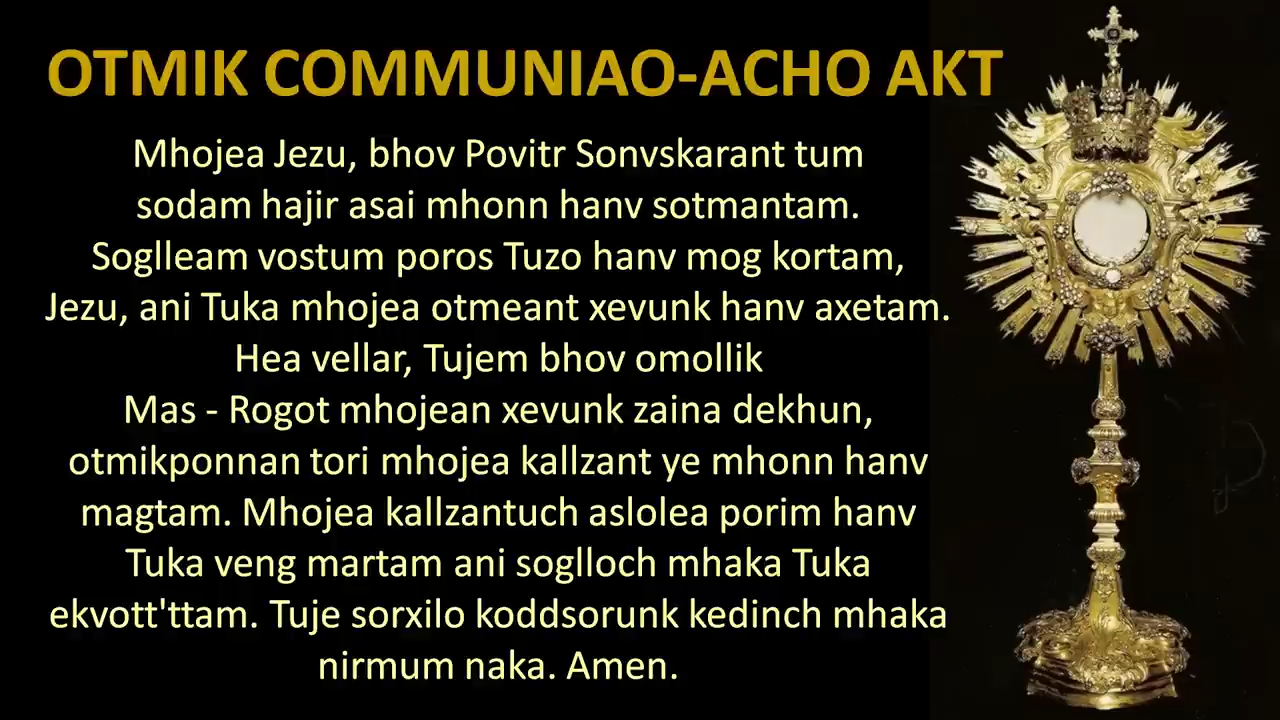 OTMIK COMMUNIAO-ACHO AKT
Mhojea Jezu, bhov Povitr Sonvskarant tum
sodam hajir asai mhonn hanv sotmantam.
Soglleam vostum poros Tuzo hanv mog kortam,
Jezu, ani Tuka mhojea otmeant xevunk hanv axetam.
Hea vellar, Tujem bhov omollik
Mas - Rogot mhojean xevunk zaina dekhun,
otmikponnan tori mhojea kallzant ye mhonn hanv
magtam. Mhojea kallzantuch aslolea porim hanv
Tuka veng martam ani soglloch mhaka Tuka
ekvott'ttam. Tuje sorxilo koddsorunk kedinch mhaka
nirmum naka. Amen.